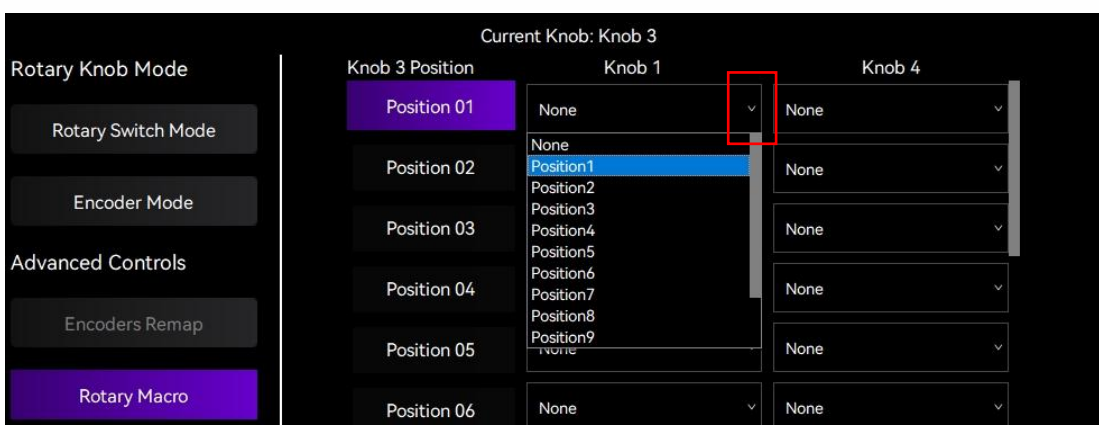 Current Knob: Knob 3
Rotary Knob Mode
Rotary Switch Mode
Encoder Mode
Advanced Controls
Encoders Remap
Rotary Macro
Knob 3 Position
Knob 1
Knob 4
Position 01
None
None
Position 02
None
Position 03
None
Position 04
None
Position 05
None
None
Position 06
None
None
None
Position1
Position2
Position3
Position4
Position5
Position6
Position7
Position8
Position9